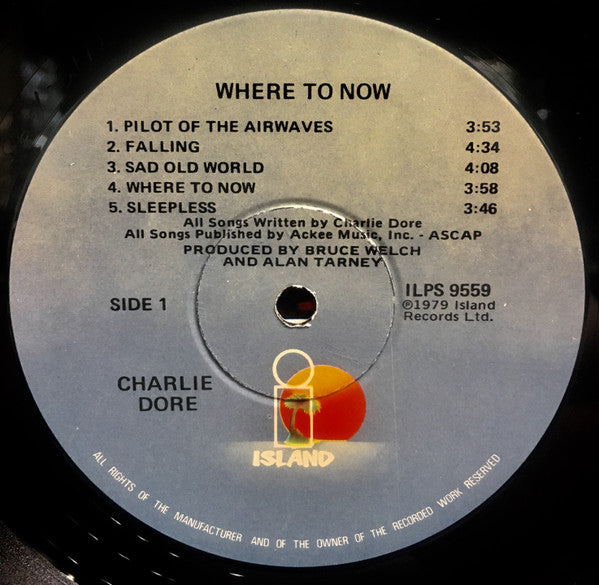 WHERE TO NOW
1. PILOT OF THE AIRWAVES 3:53
2. FALLING 4:34
3. SAD OLD WORLD 4:08
4. WHERE TO NOW 3:58
5. SLEEPLESS 3:46
All Songs Written by Charlie Dore
All Songs Published by Ackee Music, Inc. - ASCAP
PRODUCED BY BRUCE WELCH
AND ALAN TARNEY
SIDE 1
ILPS 9559
℗1979 Island
Records Ltd.
CHARLIE
DORE
i
ISLAND
ALL RIGHTS OF THE MANUFACTURER AND OF THE OWNER OF THE RECORDED WORK RESERVED